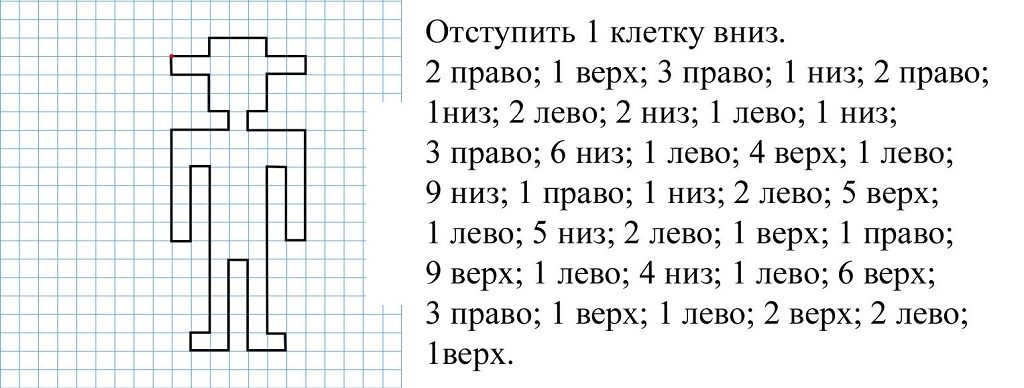 Отступить 1 клетку вниз.
2 право; 1 верх; 3 право; 1 низ; 2 право;
1низ; 2 лево; 2 низ; 1 лево; 1 низ;
3 право; 6 низ; 1 лево; 4 верх; 1 лево;
9 низ; 1 право; 1 низ; 2 лево; 5 верх;
1 лево; 5 низ; 2 лево; 1 верх; 1 право;
9 верх; 1 лево; 4 низ; 1 лево; 6 верх;
3 право; 1 верх; 1 лево; 2 верх; 2 лево;
1верх.